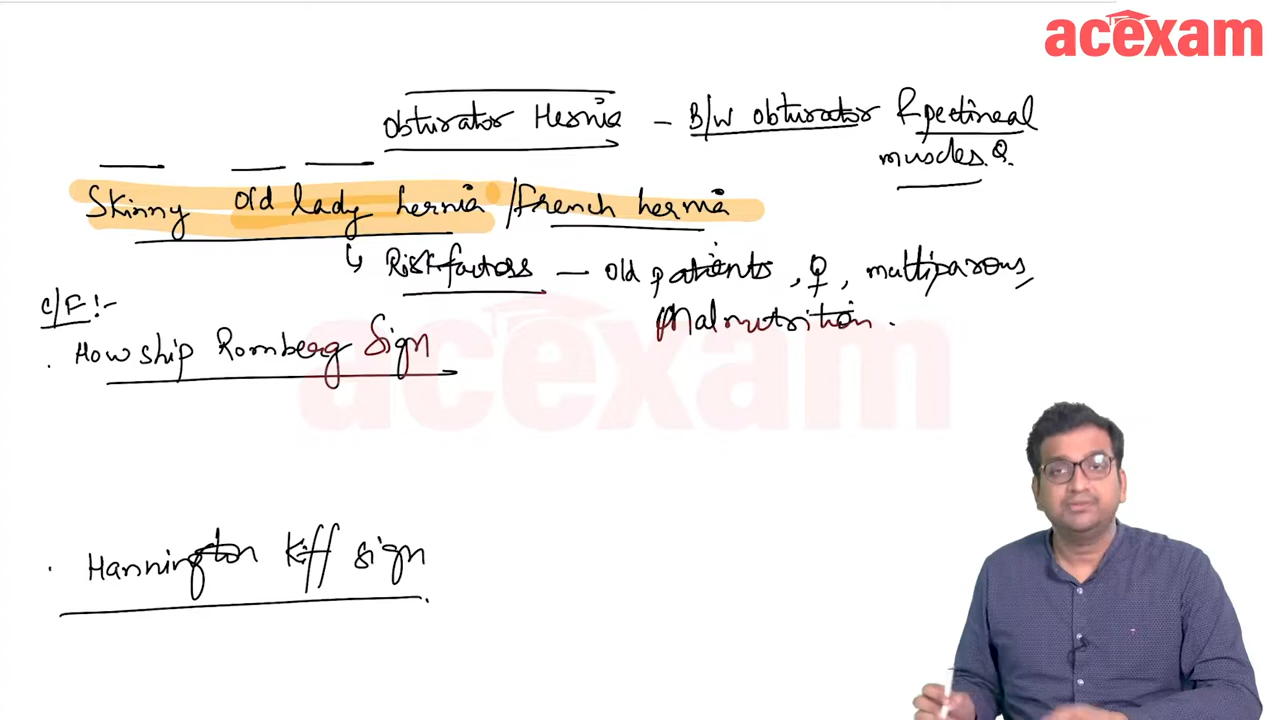 acexam
Obturator Hernia – B/W obturator & pectineal
muscles.
Skinny old lady hernia / French hernia
↳ Risk factors — old patients, ♀, multiparous,
Malnutrition.
C/F:-
. Howship Romberg Sign
acexam
. Hannington Kiff sign